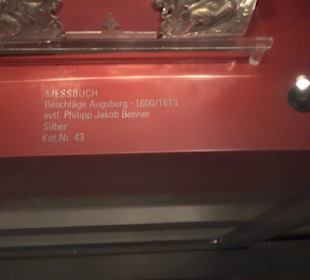 MESSBUCH
Beschläge Augsburg - 1600/1613
evtl. Philipp Jakob Benner
Silber
Kat.Nr. 43